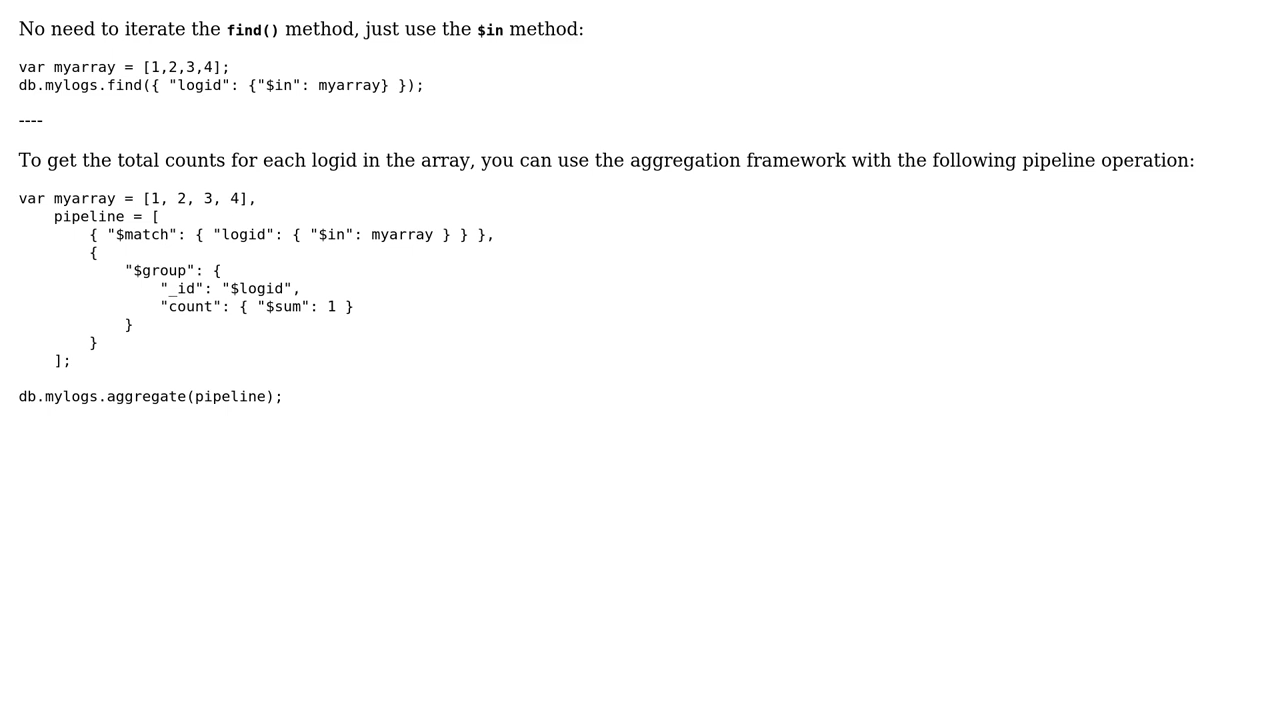 No need to iterate the find() method, just use the $in method:
var myarray = [1,2,3,4];
db.mylogs.find({ "logid": {"$in": myarray} });
----
To get the total counts for each logid in the array, you can use the aggregation framework with the following pipeline operation:
var myarray = [1, 2, 3, 4],
    pipeline = [
        { "$match": { "logid": { "$in": myarray } } },
        {
            "$group": {
                "_id": "$logid",
                "count": { "$sum": 1 }
            }
        }
    ];
db.mylogs.aggregate(pipeline);